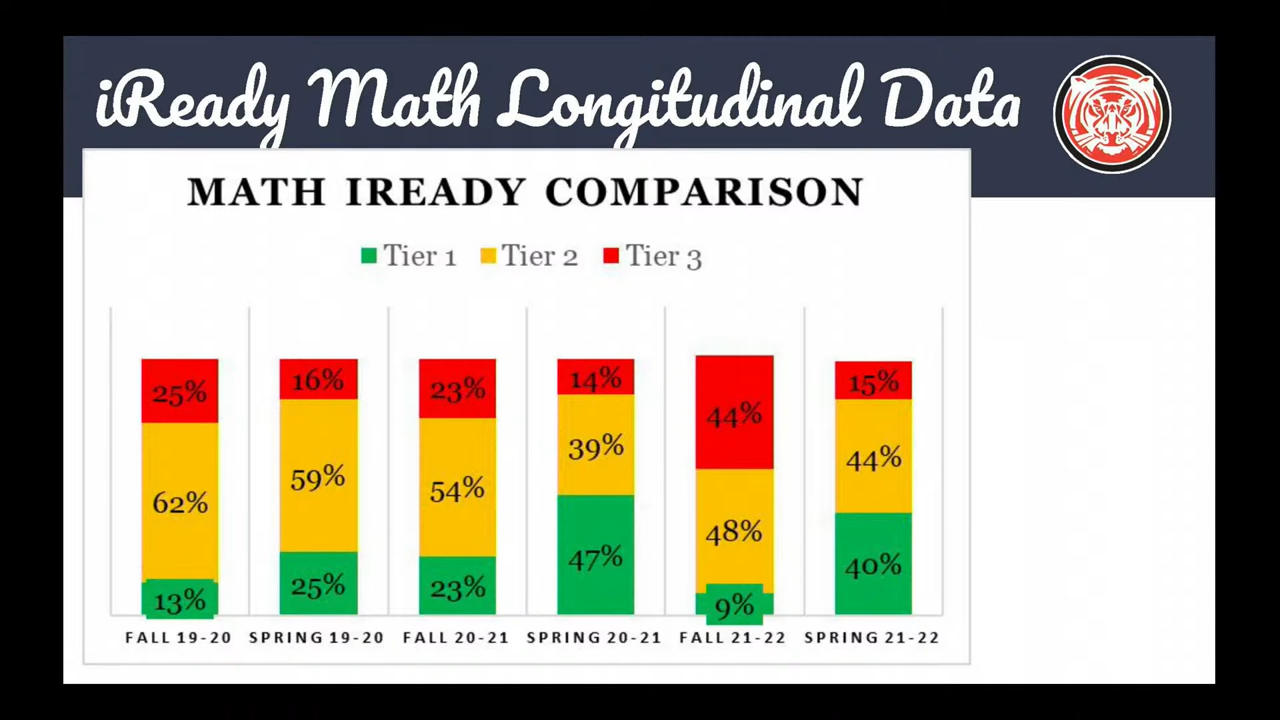 iReady Math Longitudinal Data
MATH IREADY COMPARISON
Tier 1 Tier 2 Tier 3
25% 16% 23% 14% 44% 15%
62% 59% 54% 39% 48% 44%
13% 25% 23% 47% 9% 40%
FALL 19-20 SPRING 19-20 FALL 20-21 SPRING 20-21 FALL 21-22 SPRING 21-22